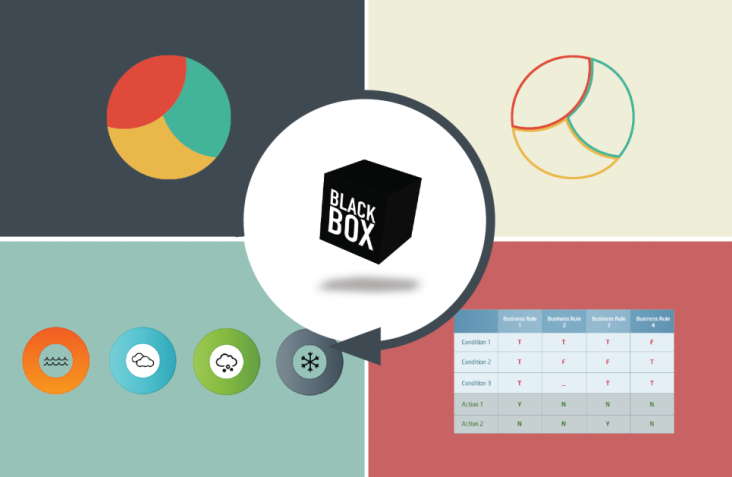 BLACK
BOX
Business Rule 1 Business Rule 2 Business Rule 3 Business Rule 4
Condition 1 T T T F
Condition 2 T F F T
Condition 3 T _ T T
Action 1 Y N N N
Action 2 N N Y N